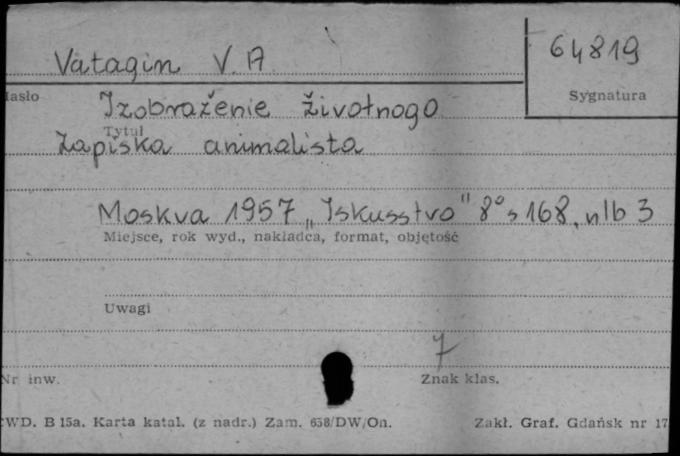 Vatagin V. A
64819
Hasło
Sygnatura
Izobraženie životnogo
Tytuł
Zapiska animalista
Moskva 1957 „Iskusstvo" 8° s 168, nlb 3
Miejsce, rok wyd., nakładca, format, objętość
Uwagi
7
Nr inw.
Znak klas.
CWD. B 15a. Karta katal. (z nadr.) Zam. 658/DW/On.
Zakł. Graf. Gdańsk nr 17